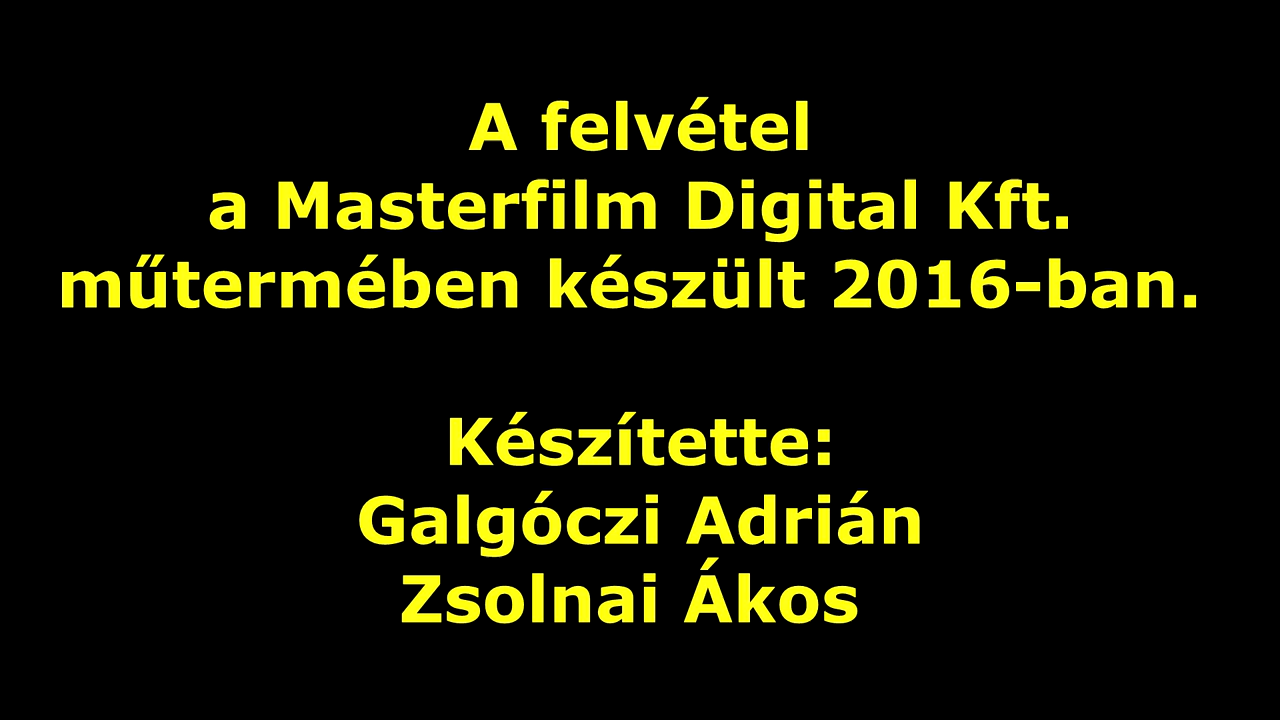 A felvétel
a Masterfilm Digital Kft.
műtermében készült 2016-ban.
Készítette:
Galgóczi Adrián
Zsolnai Ákos